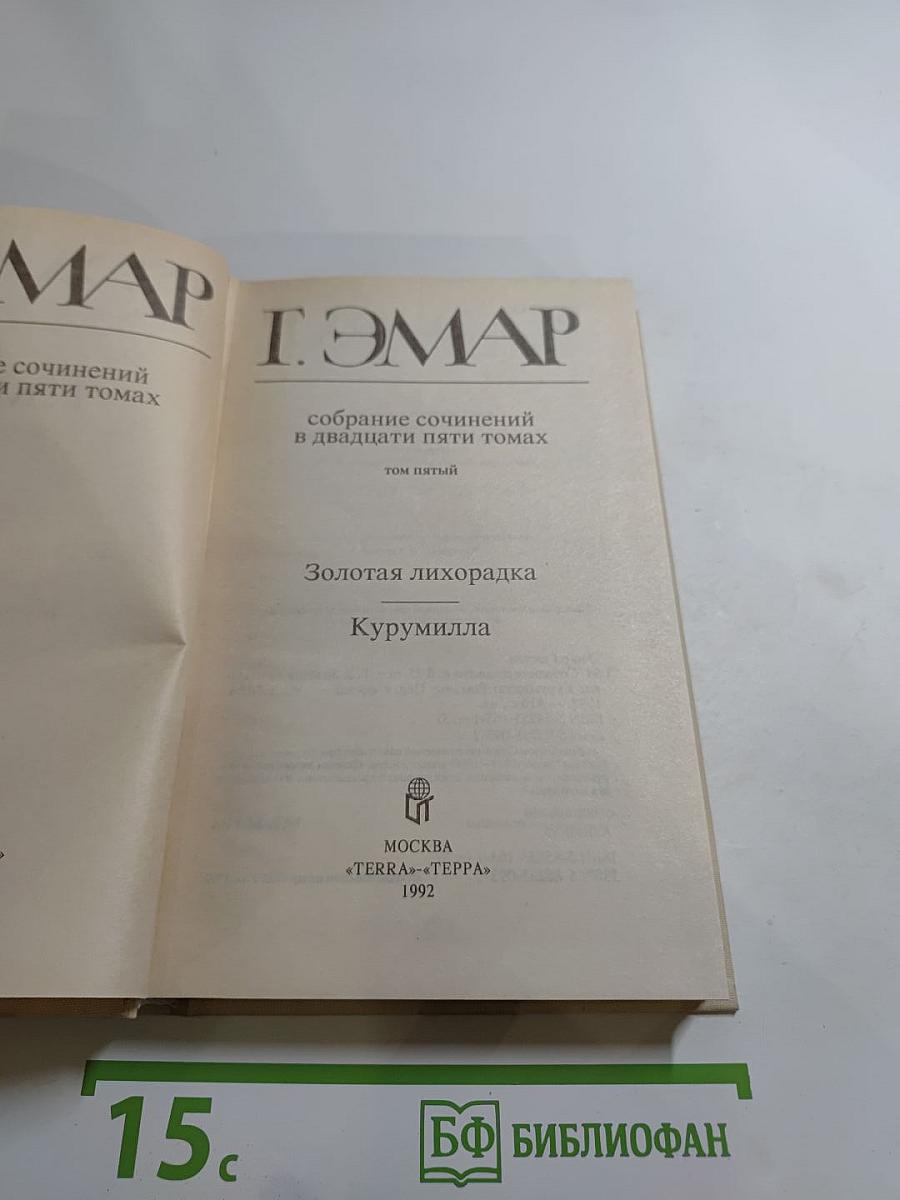 МАР
е сочинений
и пяти томах
Г. ЭМАР
собрание сочинений
в двадцати пяти томах
том пятый
Золотая лихорадка
Курумилла
МОСКВА
«TERRA»-«ТЕРРА»
1992
15 с
БФ БИБЛИОФАН